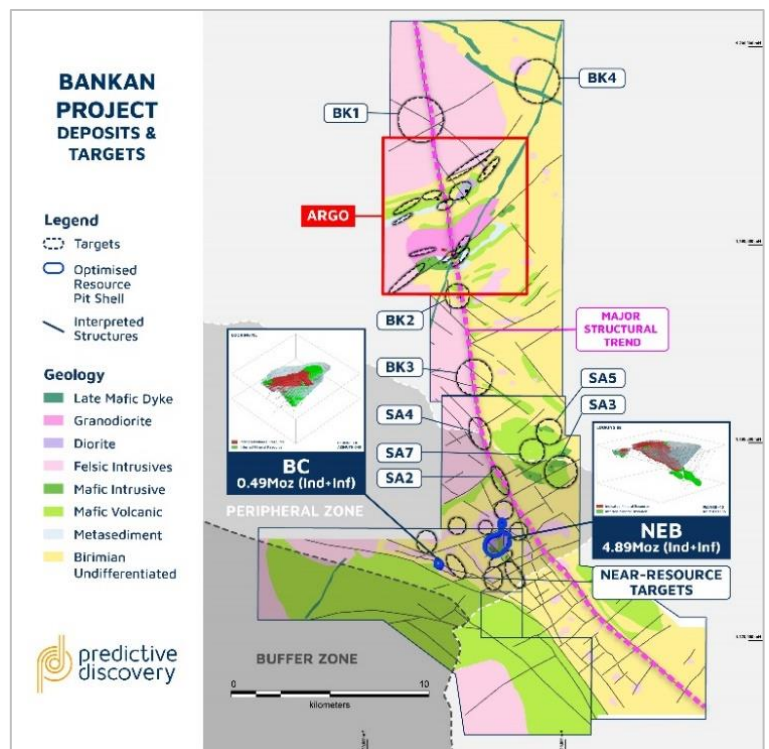 BANKAN
PROJECT
DEPOSITS &
TARGETS
Legend
Targets
Optimised
Resource
Pit Shell
Interpreted
Structures
Geology
Late Mafic Dyke
Granodiorite
Diorite
Felsic Intrusives
Mafic Intrusive
Mafic Volcanic
Metasediment
Birimian
Undifferentiated
predictive
discovery
BK1
BK4
ARGO
BK2
MAJOR
STRUCTURAL
TREND
BK3
SA5
SA3
SA4
SA7
SA2
BC
0.49Moz (Ind+Inf)
PERIPHERAL ZONE
NEB
4.89Moz (Ind+Inf)
NEAR-RESOURCE
TARGETS
BUFFER ZONE
0 10
kilometers